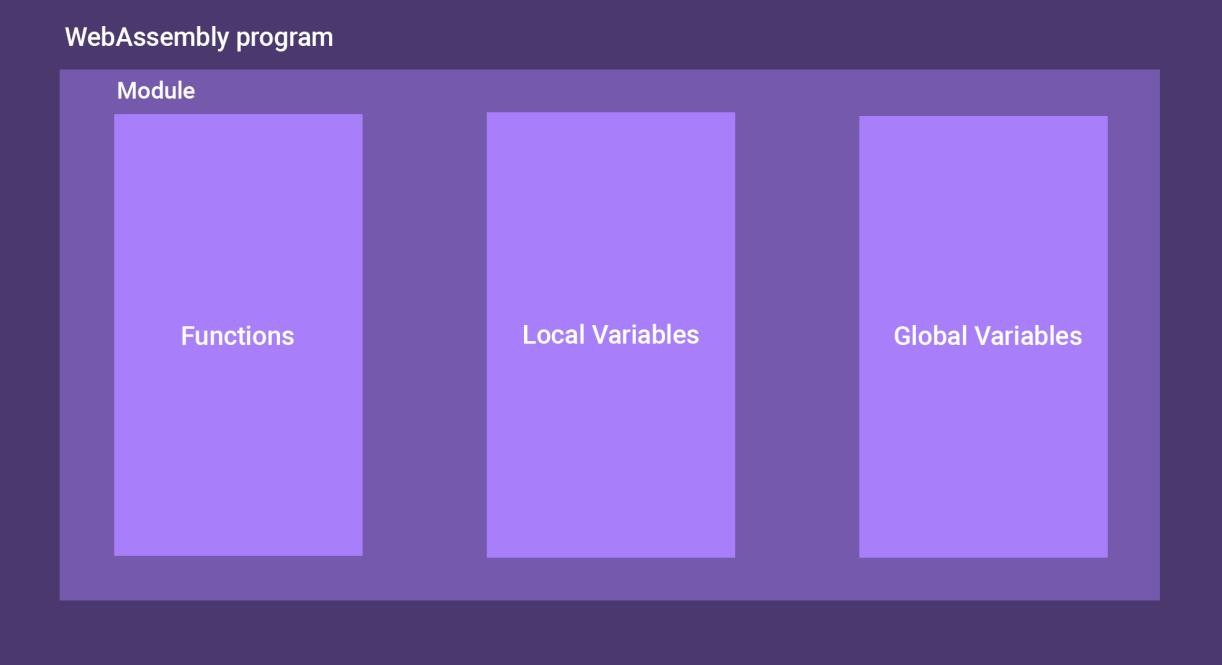 WebAssembly program
Module
Functions
Local Variables
Global Variables